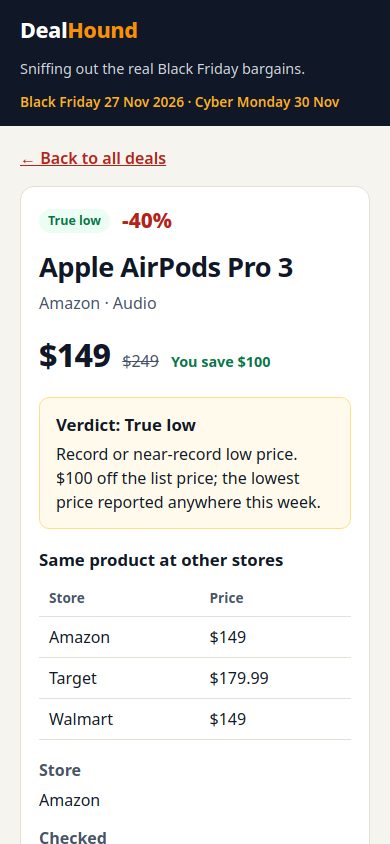 DealHound
Sniffing out the real Black Friday bargains.
Black Friday 27 Nov 2026 · Cyber Monday 30 Nov
← Back to all deals
True low -40%
Apple AirPods Pro 3
Amazon · Audio
$149 $249 You save $100
Verdict: True low
Record or near-record low price.
$100 off the list price; the lowest
price reported anywhere this week.
Same product at other stores
Store Price
Amazon $149
Target $179.99
Walmart $149
Store
Amazon
Checked